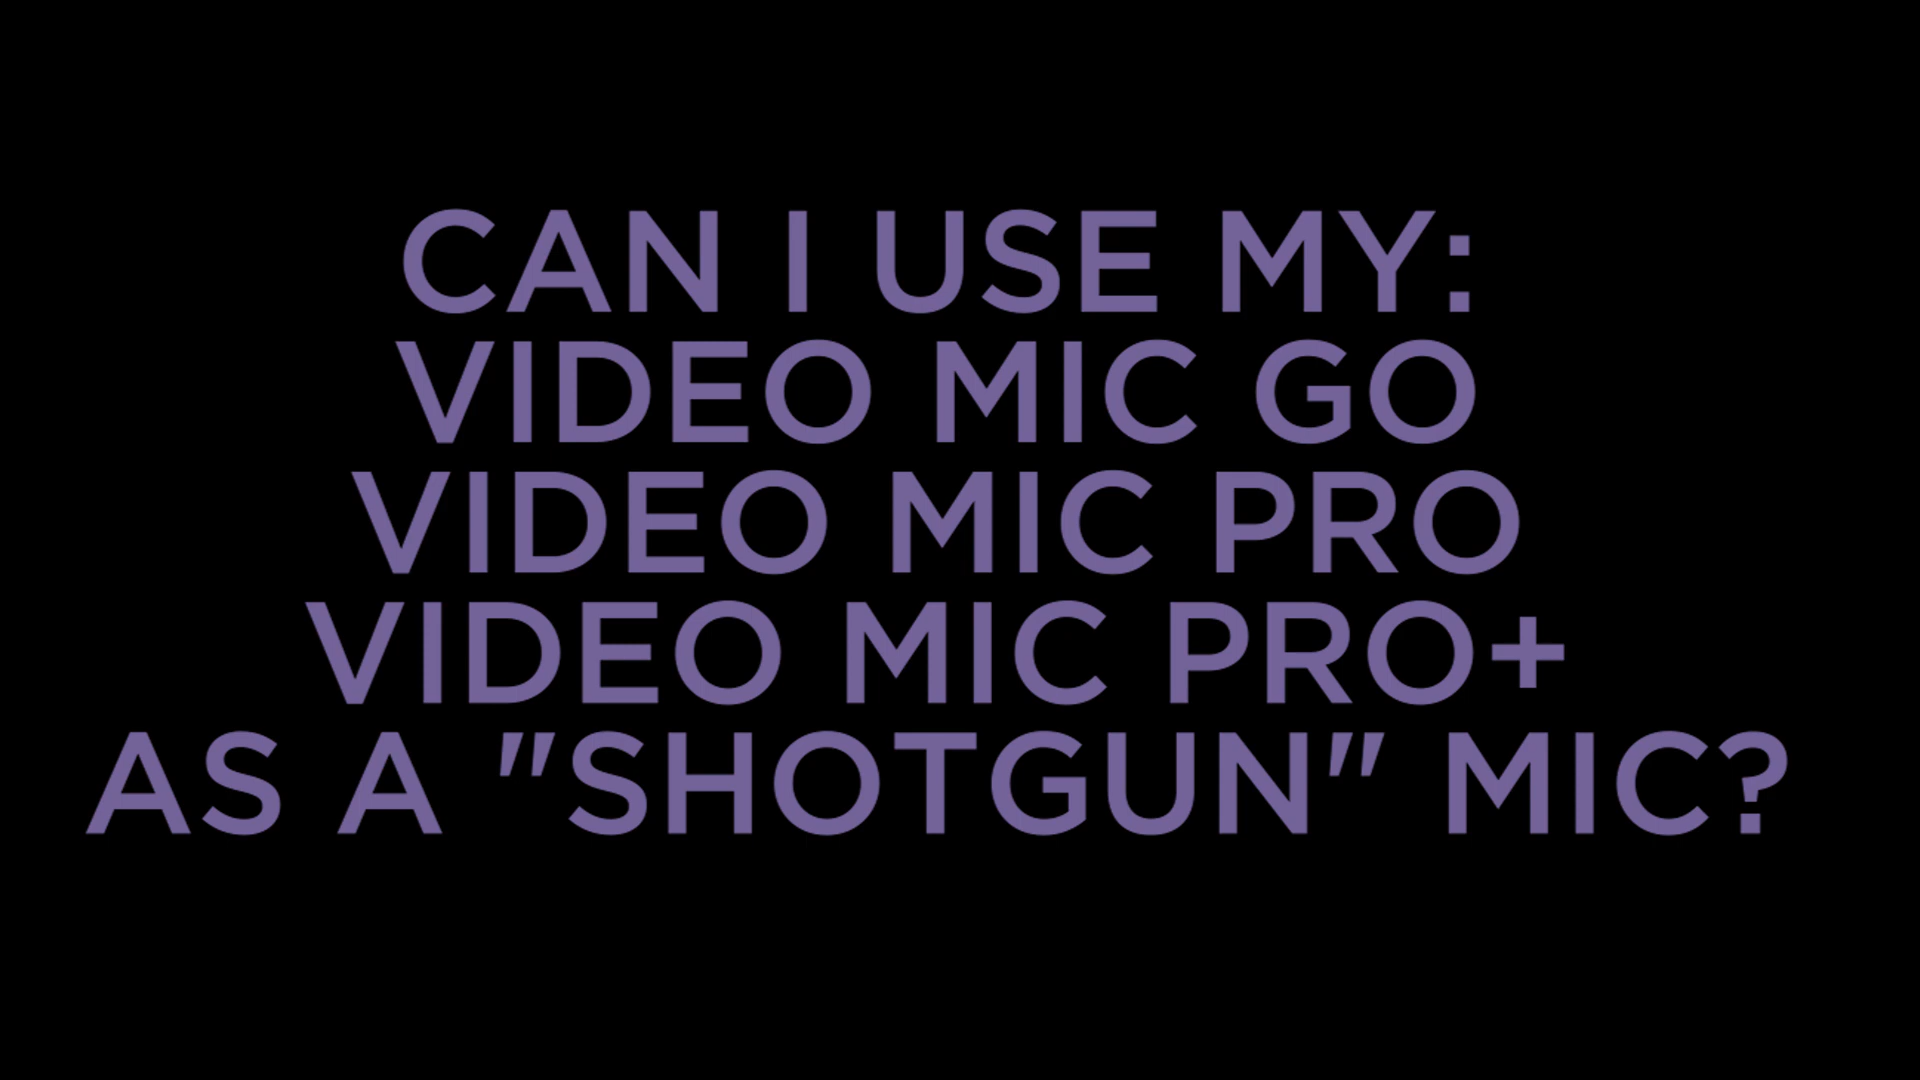 CAN I USE MY:
VIDEO MIC GO
VIDEO MIC PRO
VIDEO MIC PRO+
AS A "SHOTGUN" MIC?